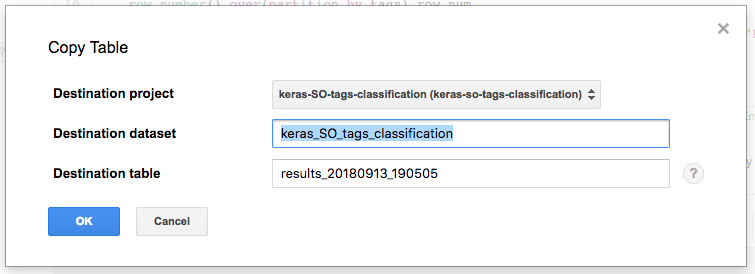 row_number() over(partition by tags) row_num
×
Copy Table
Destination project keras-SO-tags-classification (keras-so-tags-classification)
Destination dataset keras_SO_tags_classification
Destination table results_20180913_190505 ?
OK Cancel